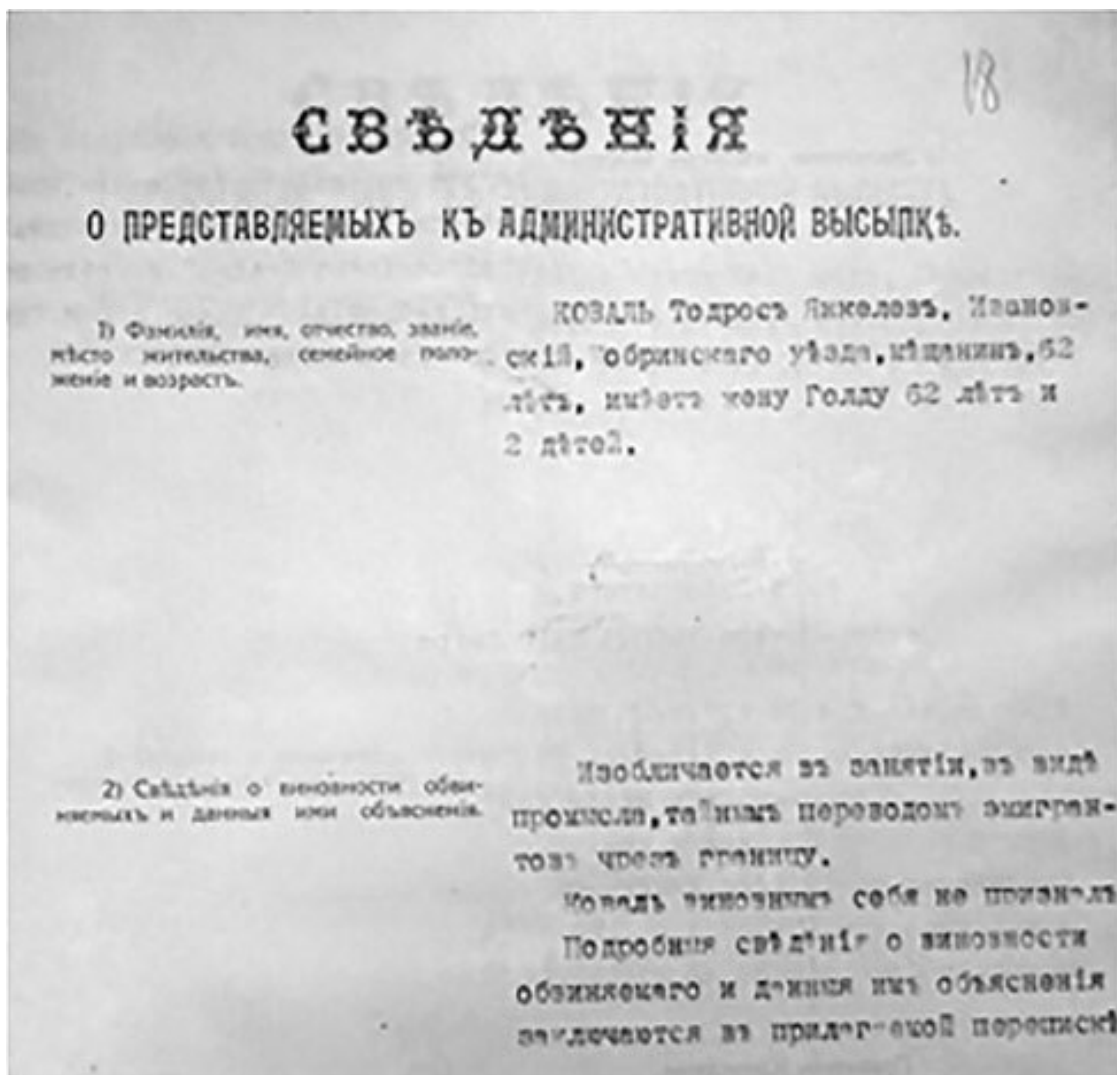 18
СВѢДѢНІЯ
О ПРЕДСТАВЛЯЕМЫХЪ КЪ АДМИНИСТРАТИВНОЙ ВЫСЫЛКѢ.
1) Фамилія, имя, отчество, званіе,
мѣсто жительства, семейное поло-
женіе и возрастъ.
КОВАЛЬ Тодросъ Янкелевъ, Иванов-
скій, Кобринскаго уѣзда, мѣщанинъ, 62
лѣтъ, имѣетъ жену Голду 62 лѣтъ и
2 дѣтей.
2) Свѣдѣнія о виновности обви-
няемыхъ и данныя ими объясненія.
Изобличается въ занятіи, въ видѣ
промысла, тайнымъ переводомъ эмигран-
товъ чрезъ границу.
Коваль виновнымъ себя не призналъ
Подробныя свѣдѣнія о виновности
обвиняемаго и данныя имъ объясненія
заключаются въ прилагаемой перепискѣ